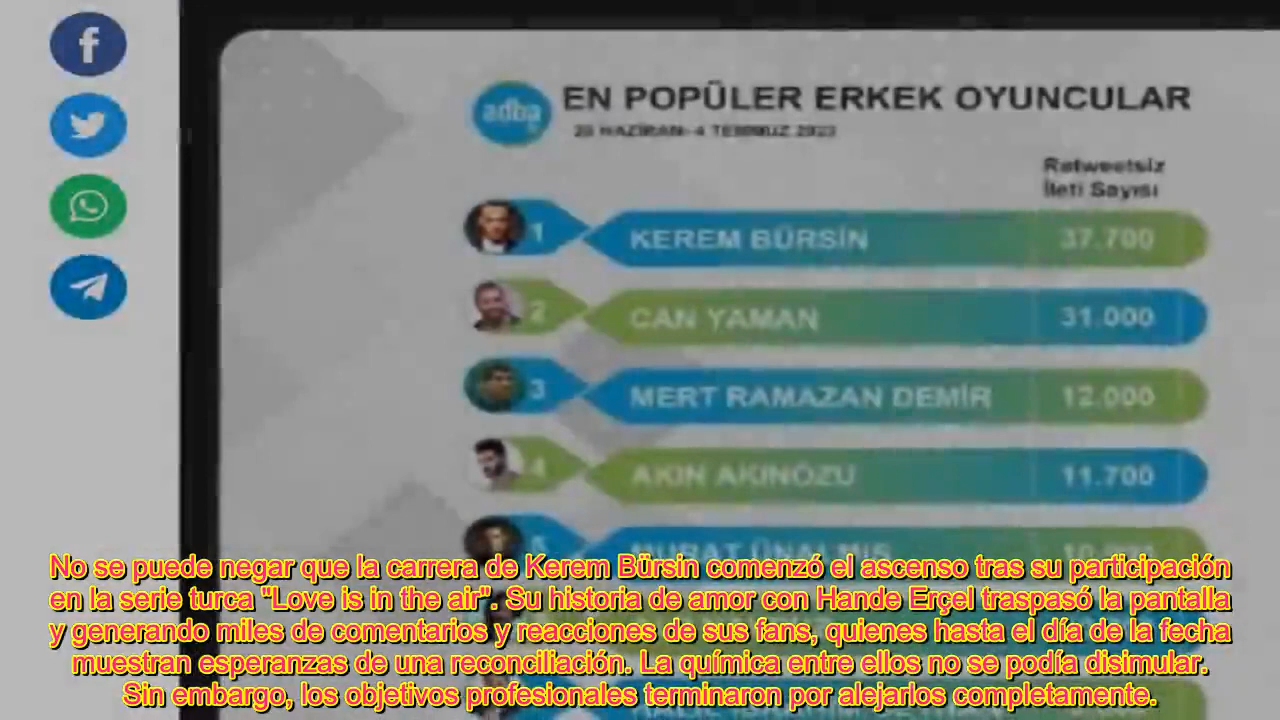 adba
EN POPÜLER ERKEK OYUNCULAR
HAZİRAN- 4 TEMMUZ
Retweetsiz
İleti Sayısı
1 KEREM BÜRSİN 37.700
2 CAN YAMAN 31.000
3 MERT RAMAZAN DEMİR 12.000
4 AKIN AKINÖZÜ 11.700
No se puede negar que la carrera de Kerem Bürsin comenzó el ascenso tras su participación
en la serie turca "Love is in the air". Su historia de amor con Hande Erçel traspasó la pantalla
y generando miles de comentarios y reacciones de sus fans, quienes hasta el día de la fecha
muestran esperanzas de una reconciliación. La química entre ellos no se podía disimular.
Sin embargo, los objetivos profesionales terminaron por alejarlos completamente.